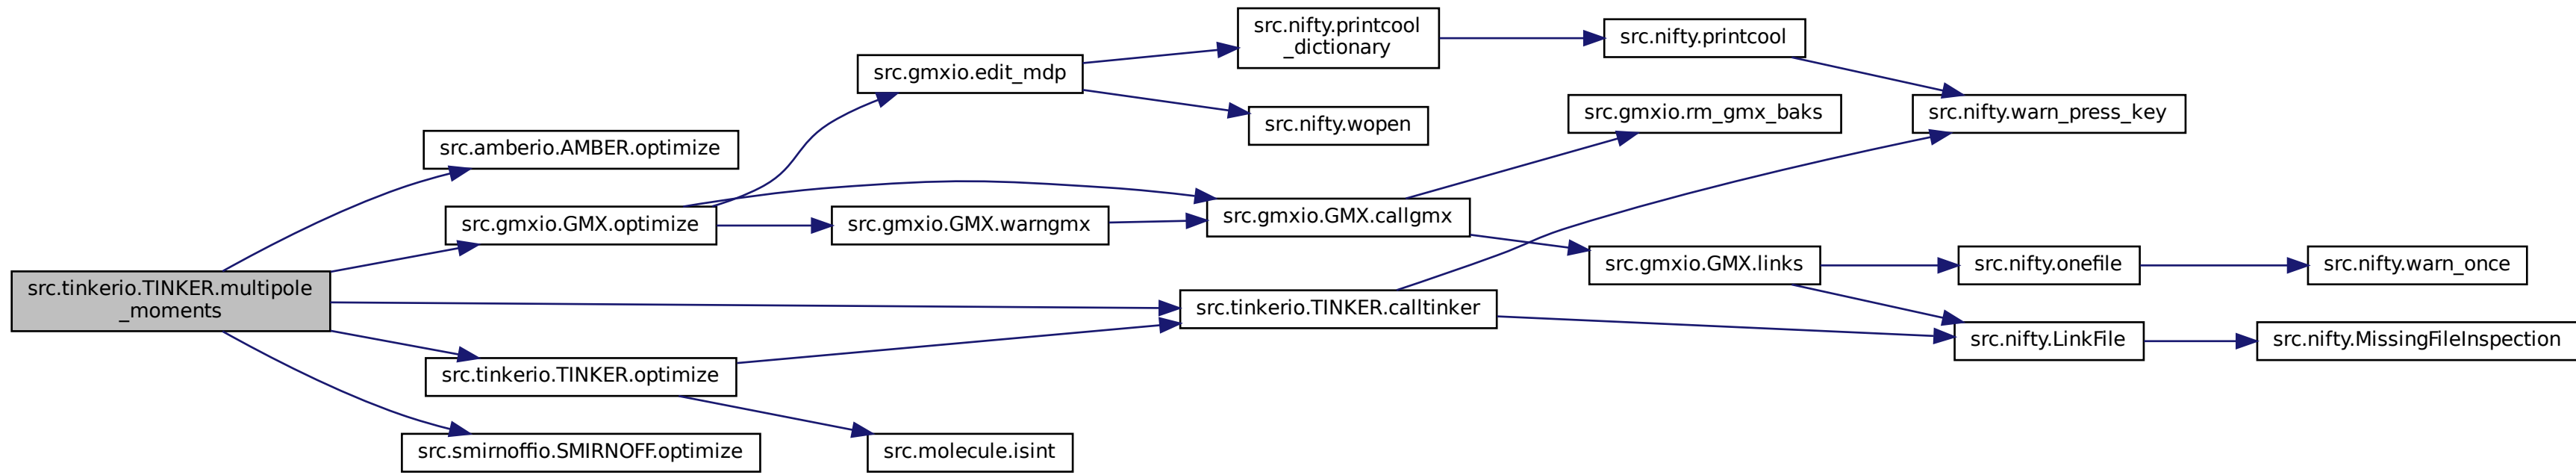 src.tinkerio.TINKER.multipole
_moments
src.amberio.AMBER.optimize
src.gmxio.GMX.optimize
src.tinkerio.TINKER.optimize
src.smirnoffio.SMIRNOFF.optimize
src.gmxio.edit_mdp
src.gmxio.GMX.warngmx
src.molecule.isint
src.nifty.printcool
_dictionary
src.nifty.wopen
src.gmxio.GMX.callgmx
src.tinkerio.TINKER.calltinker
src.nifty.printcool
src.gmxio.rm_gmx_baks
src.gmxio.GMX.links
src.nifty.warn_press_key
src.nifty.onefile
src.nifty.LinkFile
src.nifty.warn_once
src.nifty.MissingFileInspection